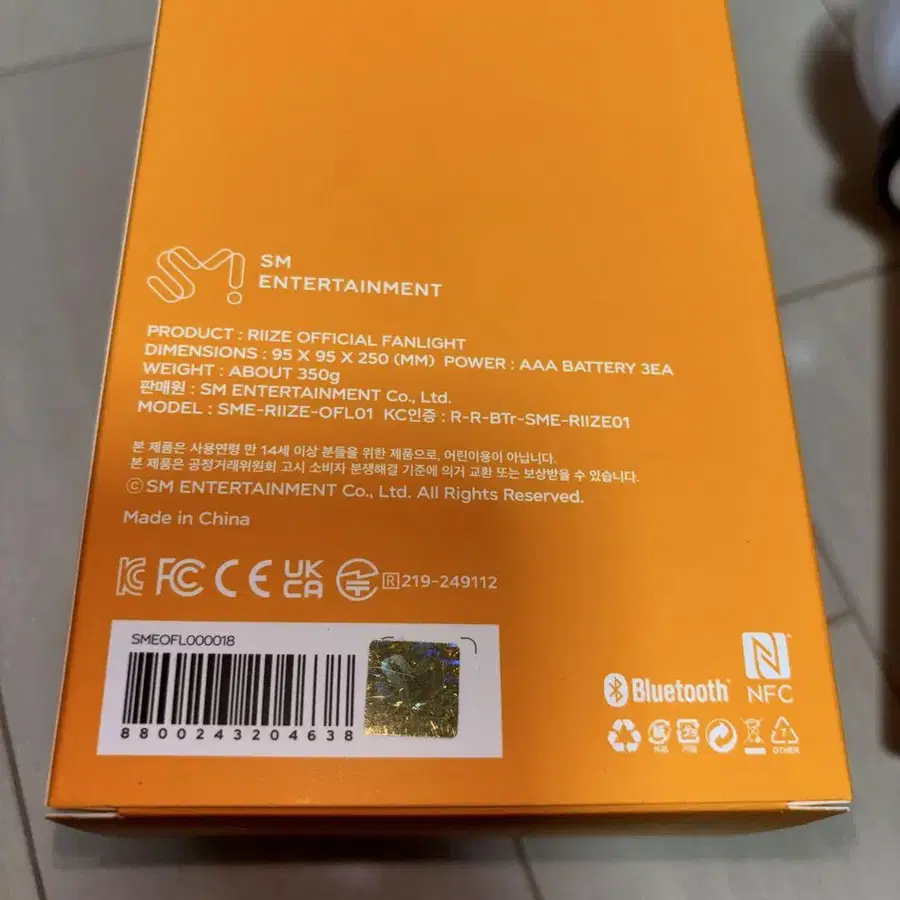 SM
ENTERTAINMENT
PRODUCT : RIIZE OFFICIAL FANLIGHT
DIMENSIONS : 95 X 95 X 250 (MM) POWER : AAA BATTERY 3EA
WEIGHT : ABOUT 350g
판매원 : SM ENTERTAINMENT Co., Ltd.
MODEL : SME-RIIZE-OFL01 KC인증 : R-R-BTr-SME-RIIZE01
본 제품은 사용연령 만 14세 이상 분들을 위한 제품으로, 어린이용이 아닙니다.
본 제품은 공정거래위원회 고시 소비자 분쟁해결 기준에 의거 교환 또는 보상받을 수 있습니다.
ⓒ SM ENTERTAINMENT Co., Ltd. All Rights Reserved.
Made in China
KC FC CE UK CA R 219-249112
SMEOFL000018
8800243204638
Bluetooth
NFC
7
OTHER